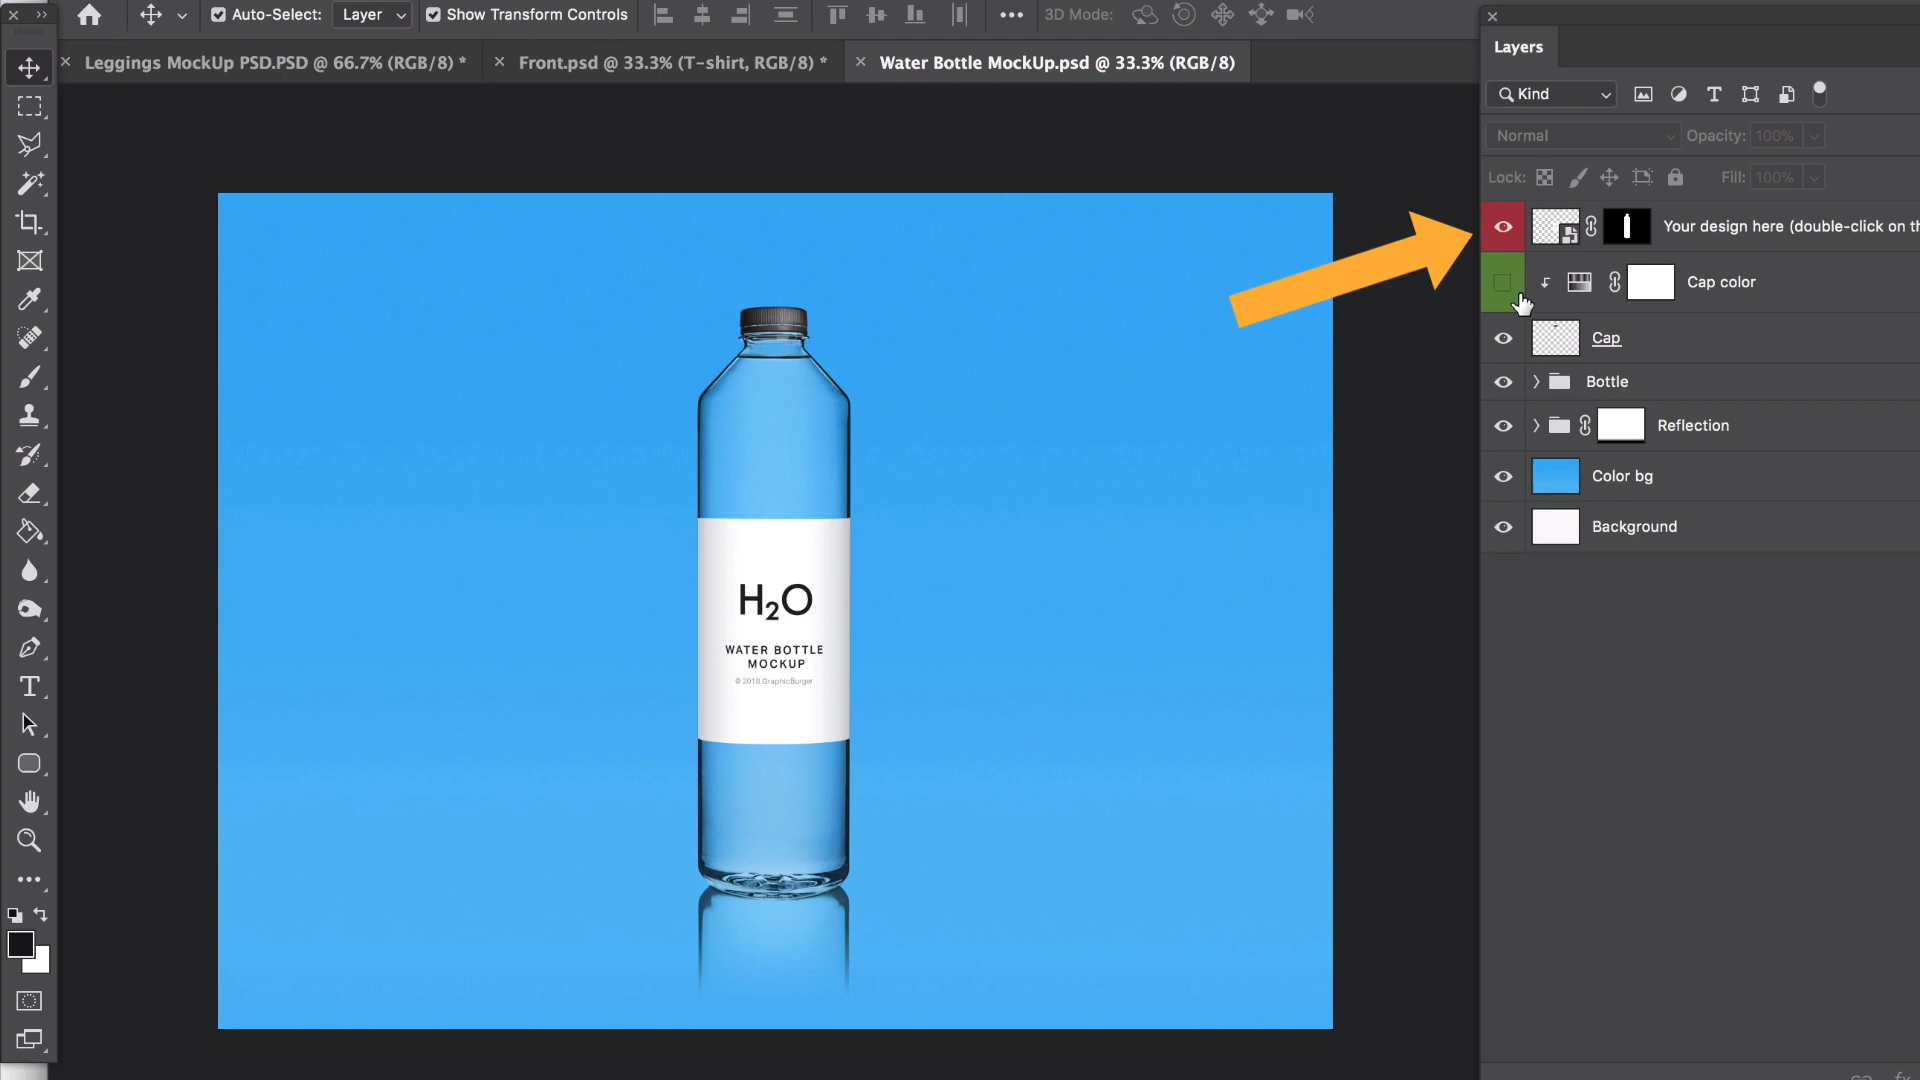 Auto-Select: Layer Show Transform Controls 3D Mode:
Leggings MockUp PSD.PSD @ 66.7% (RGB/8) * Front.psd @ 33.3% (T-shirt, RGB/8) * Water Bottle MockUp.psd @ 33.3% (RGB/8)
H₂O
WATER BOTTLE
MOCKUP
© 2018 GraphicBurger
Layers
Kind
Normal Opacity: 100%
Lock: Fill: 100%
Your design here (double-click on th
Cap color
Cap
Bottle
Reflection
Color bg
Background